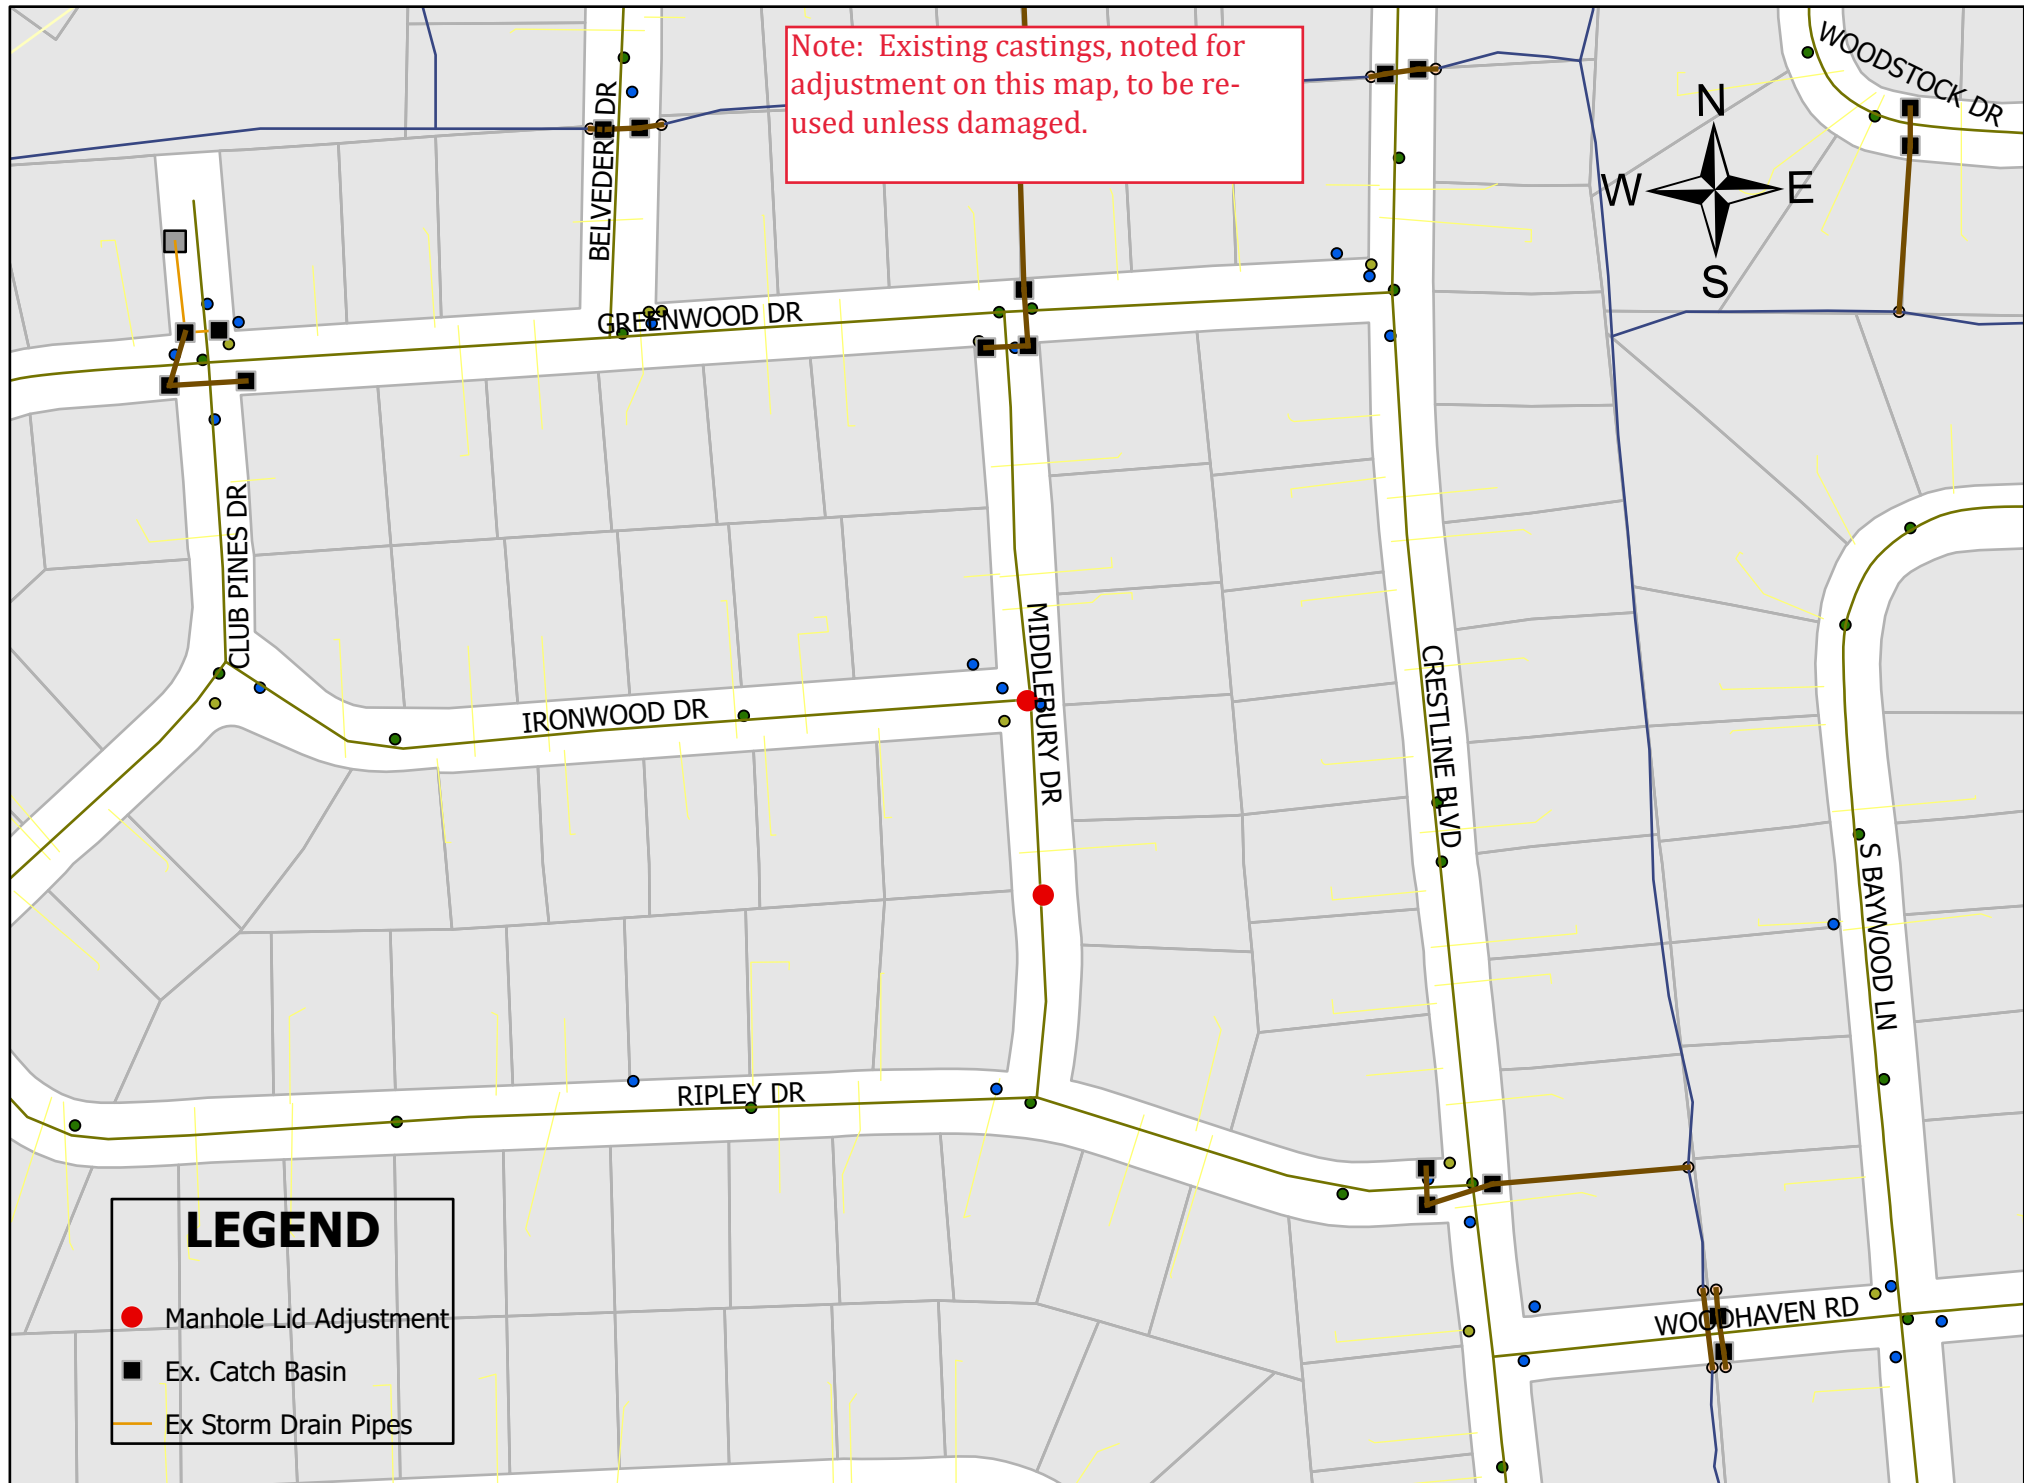 Note: Existing castings, noted for
adjustment on this map, to be re-
used unless damaged.
WOODSTOCK DR
N
W
E
S
BELVEDERE DR
GREENWOOD DR
CLUB PINES DR
MIDDLEBURY DR
IRONWOOD DR
CRESTLINE BLVD
S BAYWOOD LN
RIPLEY DR
WOODHAVEN RD
LEGEND
Manhole Lid Adjustment
Ex. Catch Basin
Ex Storm Drain Pipes